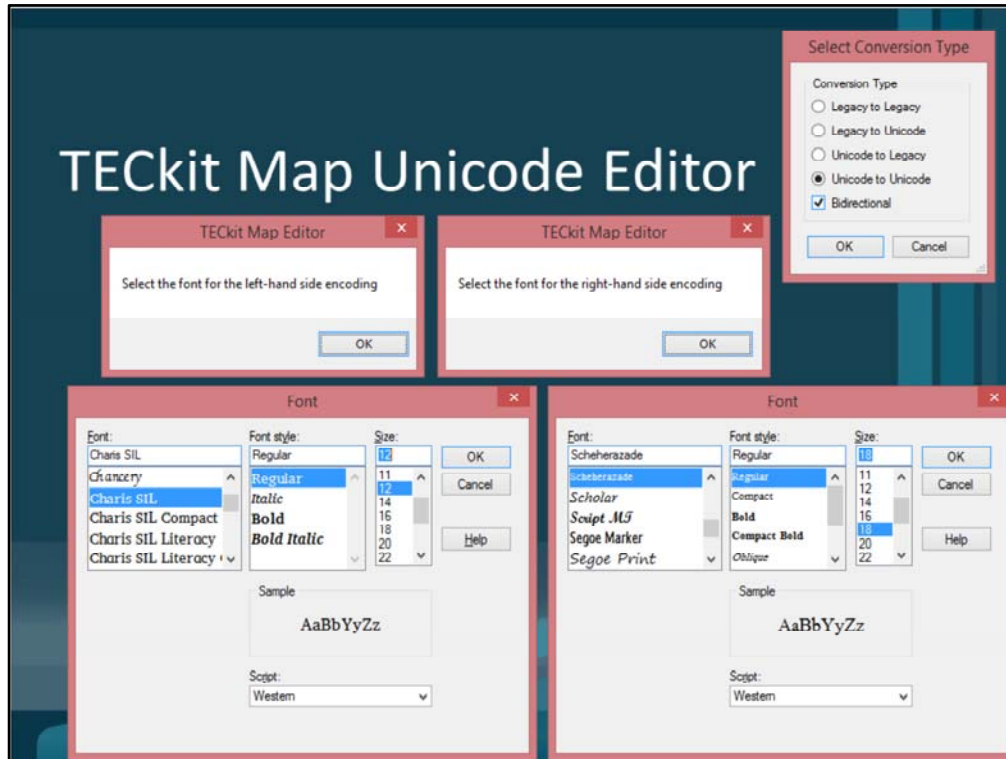 Select Conversion Type
Conversion Type
Legacy to Legacy
Legacy to Unicode
Unicode to Legacy
Unicode to Unicode
Bidirectional
OK Cancel
TECkit Map Unicode Editor
TECkit Map Editor
Select the font for the left-hand side encoding
OK
TECkit Map Editor
Select the font for the right-hand side encoding
OK
Font
Font: Font style: Size:
Charis SIL Regular 12 OK
Chancery Regular 11 Cancel
Charis SIL Italic 12
Charis SIL Compact Bold 14
Charis SIL Literacy Bold Italic 16 Help
Charis SIL Literacy 18
20
22
Sample
AaBbYyZz
Script:
Western
Font
Font: Font style: Size:
Scheherazade Regular 18 OK
Scheherazade Regular 11 Cancel
Scholar Compact 12
Script MT Bold 14
Segoe Marker Compact Bold 16 Help
Segoe Print Oblique 18
20
22
Sample
AaBbYyZz
Script:
Western